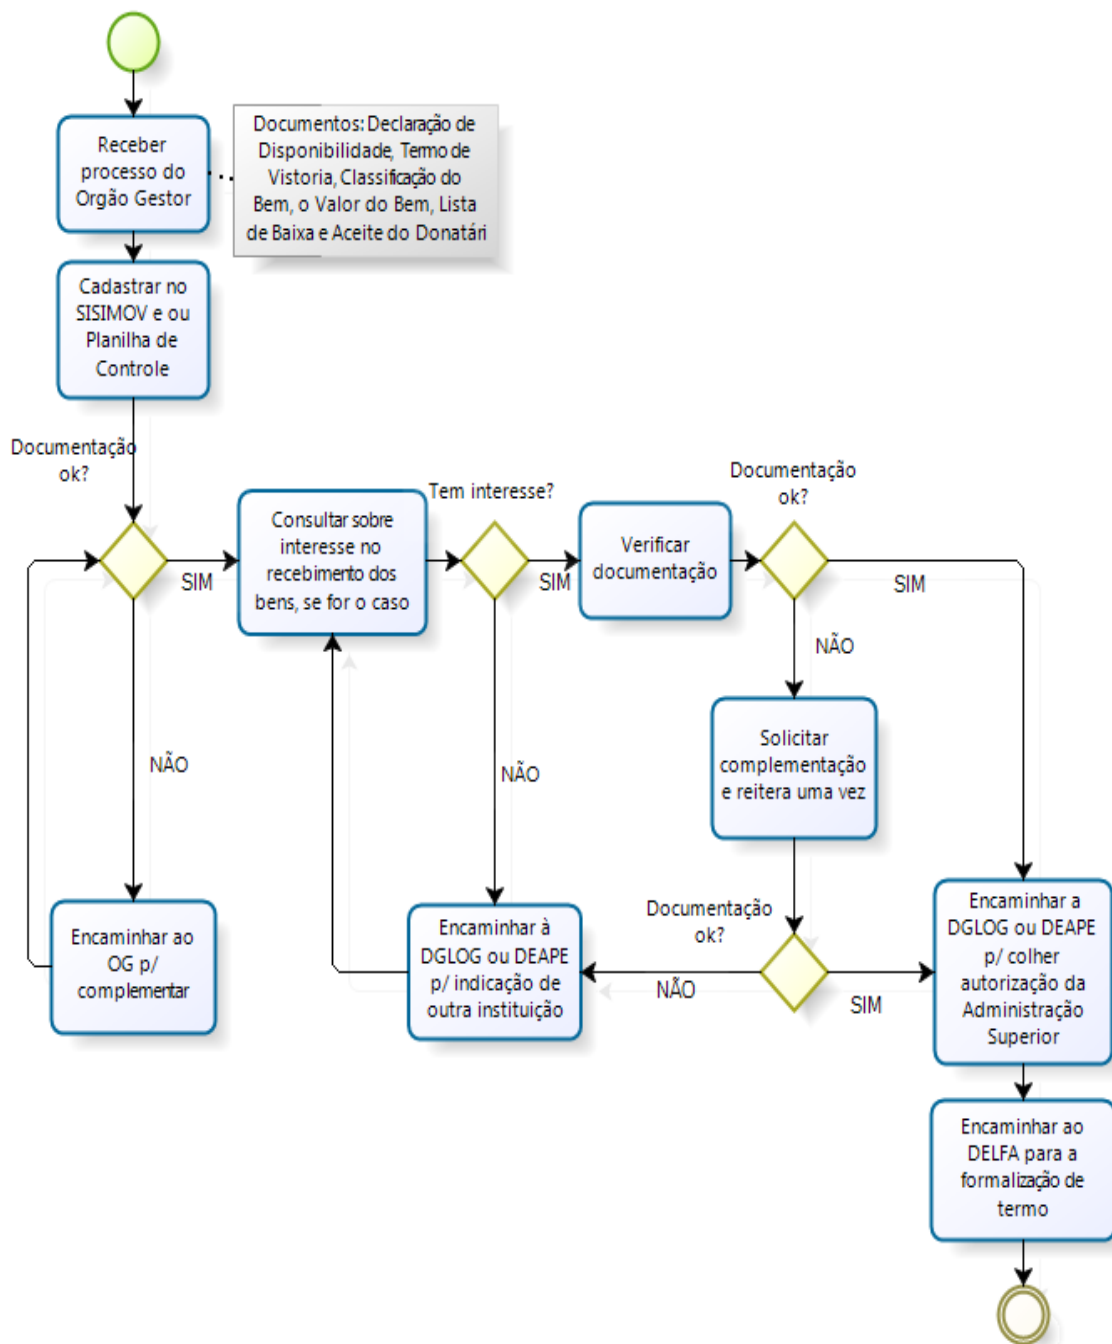 Receber
processo do
Orgão Gestor
Documentos: Declaração de
Disponibilidade, Termo de
Vistoria, Classificação do
Bem, o Valor do Bem, Lista
de Baixa e Aceite do Donatári
Cadastrar no
SISIMOV e ou
Planilha de
Controle
Documentação
ok?
SIM
NÃO
Encaminhar ao
OG p/
complementar
Consultar sobre
interesse no
recebimento dos
bens, se for o caso
Tem interesse?
SIM
NÃO
Verificar
documentação
Documentação
ok?
SIM
NÃO
Solicitar
complementação
e reitera uma vez
Documentação
ok?
NÃO
SIM
Encaminhar à
DGLOG ou DEAPE
p/ indicação de
outra instituição
Encaminhar a
DGLOG ou DEAPE
p/ colher
autorização da
Administração
Superior
Encaminhar ao
DELFA para a
formalização de
termo